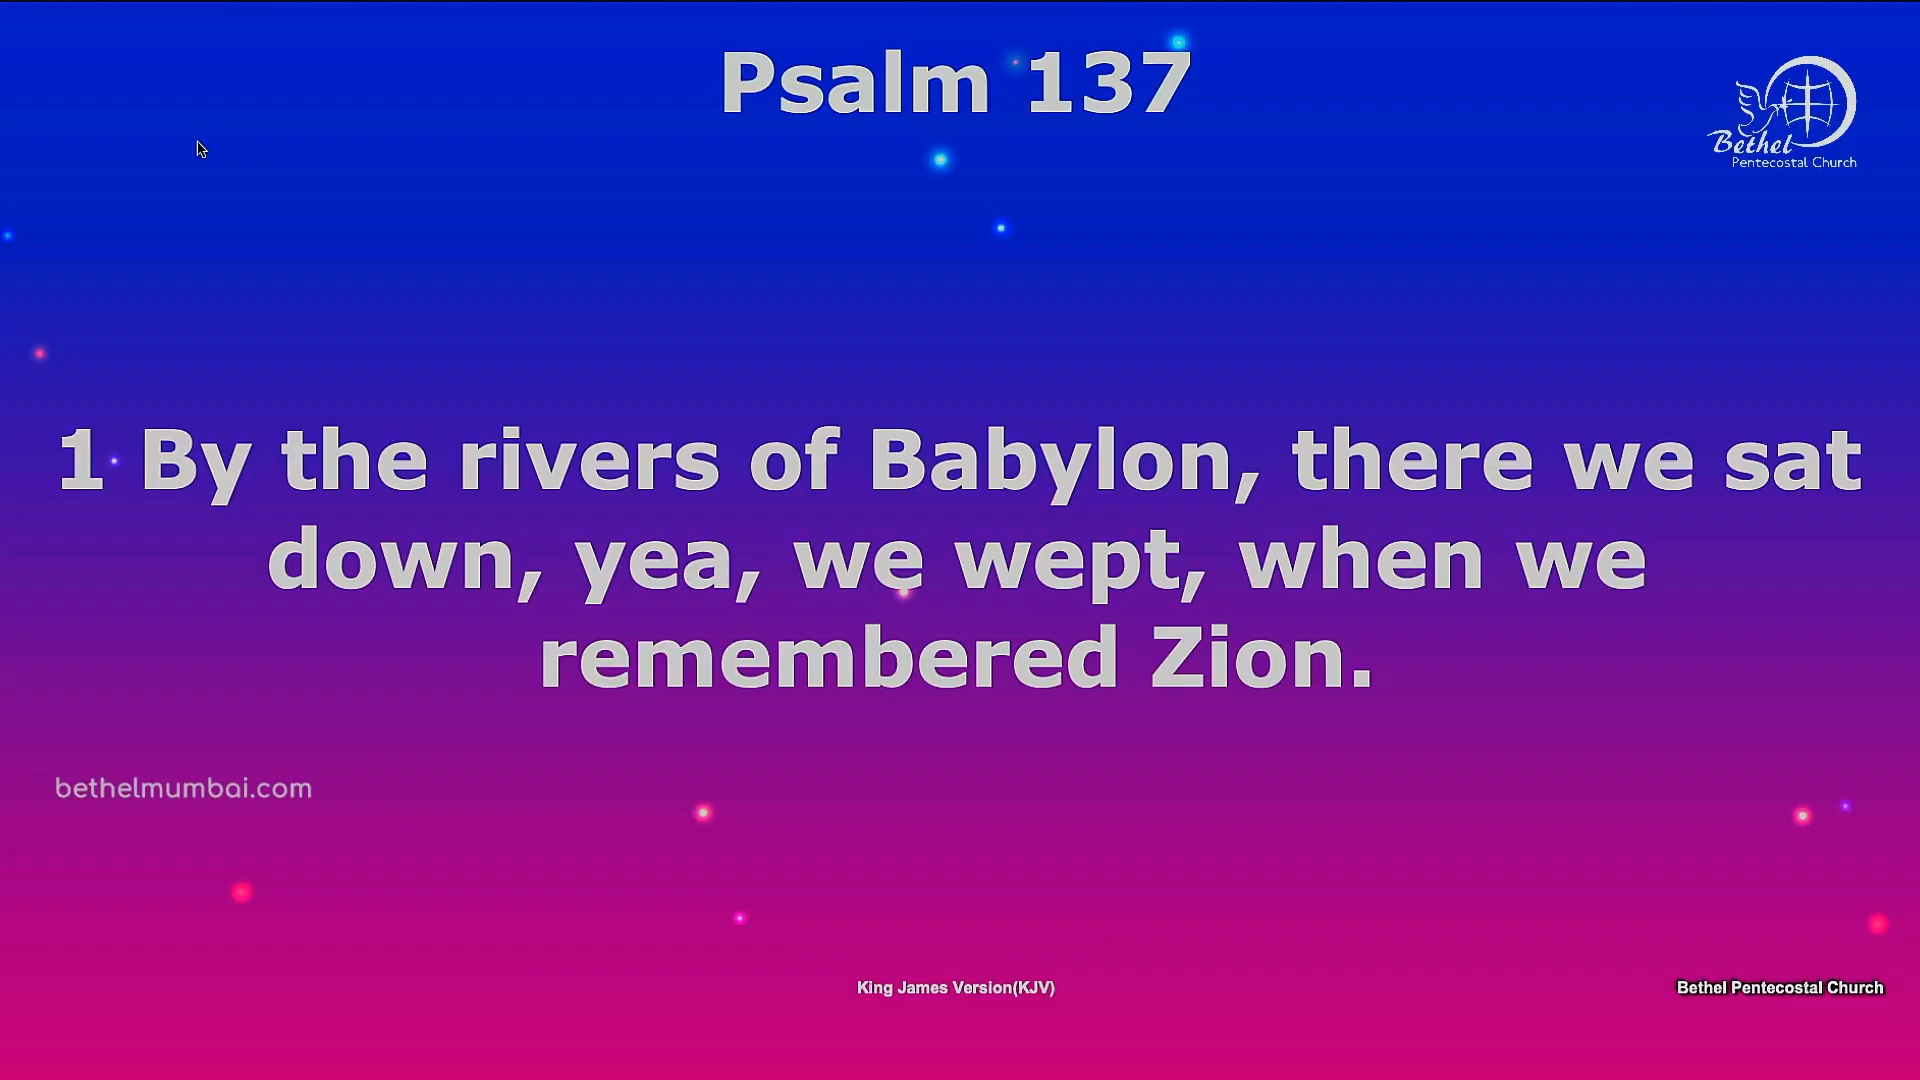 Psalm 137
Bethel
Pentecostal Church
1 By the rivers of Babylon, there we sat
down, yea, we wept, when we
remembered Zion.
bethelmumbai.com
King James Version(KJV)
Bethel Pentecostal Church